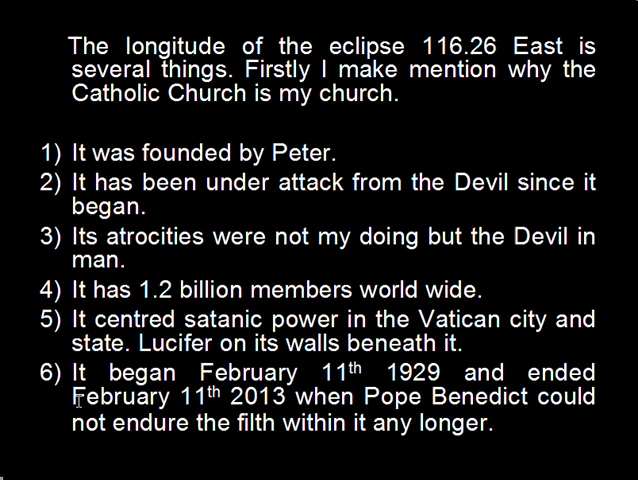 The longitude of the eclipse 116.26 East is
several things. Firstly I make mention why the
Catholic Church is my church.
1) It was founded by Peter.
2) It has been under attack from the Devil since it
began.
3) Its atrocities were not my doing but the Devil in
man.
4) It has 1.2 billion members world wide.
5) It centred satanic power in the Vatican city and
state. Lucifer on its walls beneath it.
6) It began February 11th 1929 and ended
February 11th 2013 when Pope Benedict could
not endure the filth within it any longer.